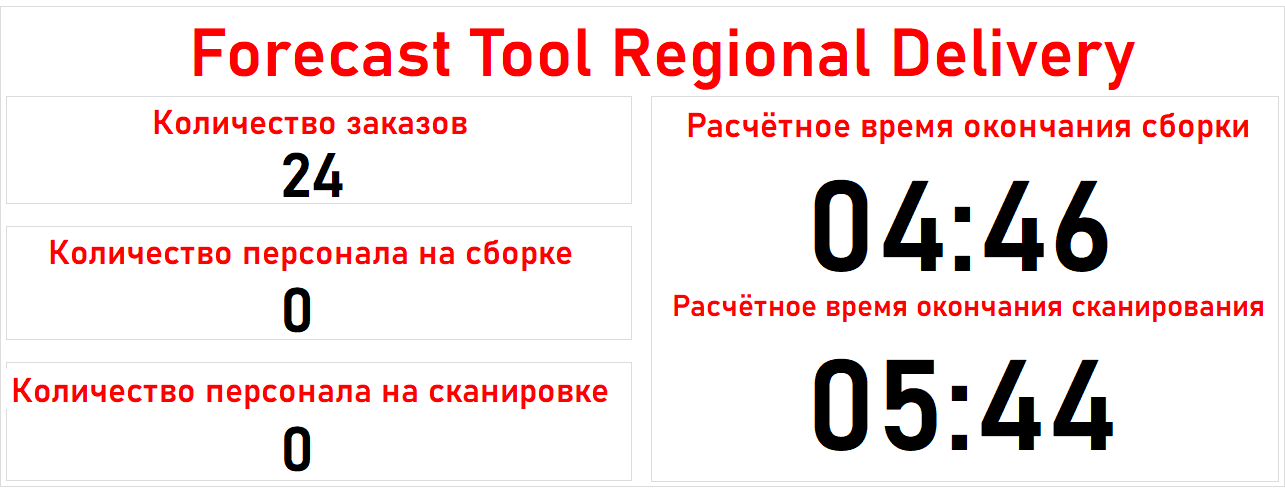 Forecast Tool Regional Delivery
Количество заказов
24
Количество персонала на сборке
0
Количество персонала на сканировке
0
Расчётное время окончания сборки
04:46
Расчётное время окончания сканирования
05:44